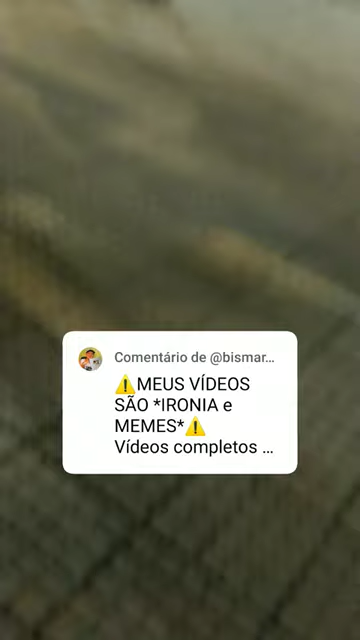 Comentário de @bismar...
⚠️MEUS VÍDEOS
SÃO *IRONIA e
MEMES*⚠️
Vídeos completos ...